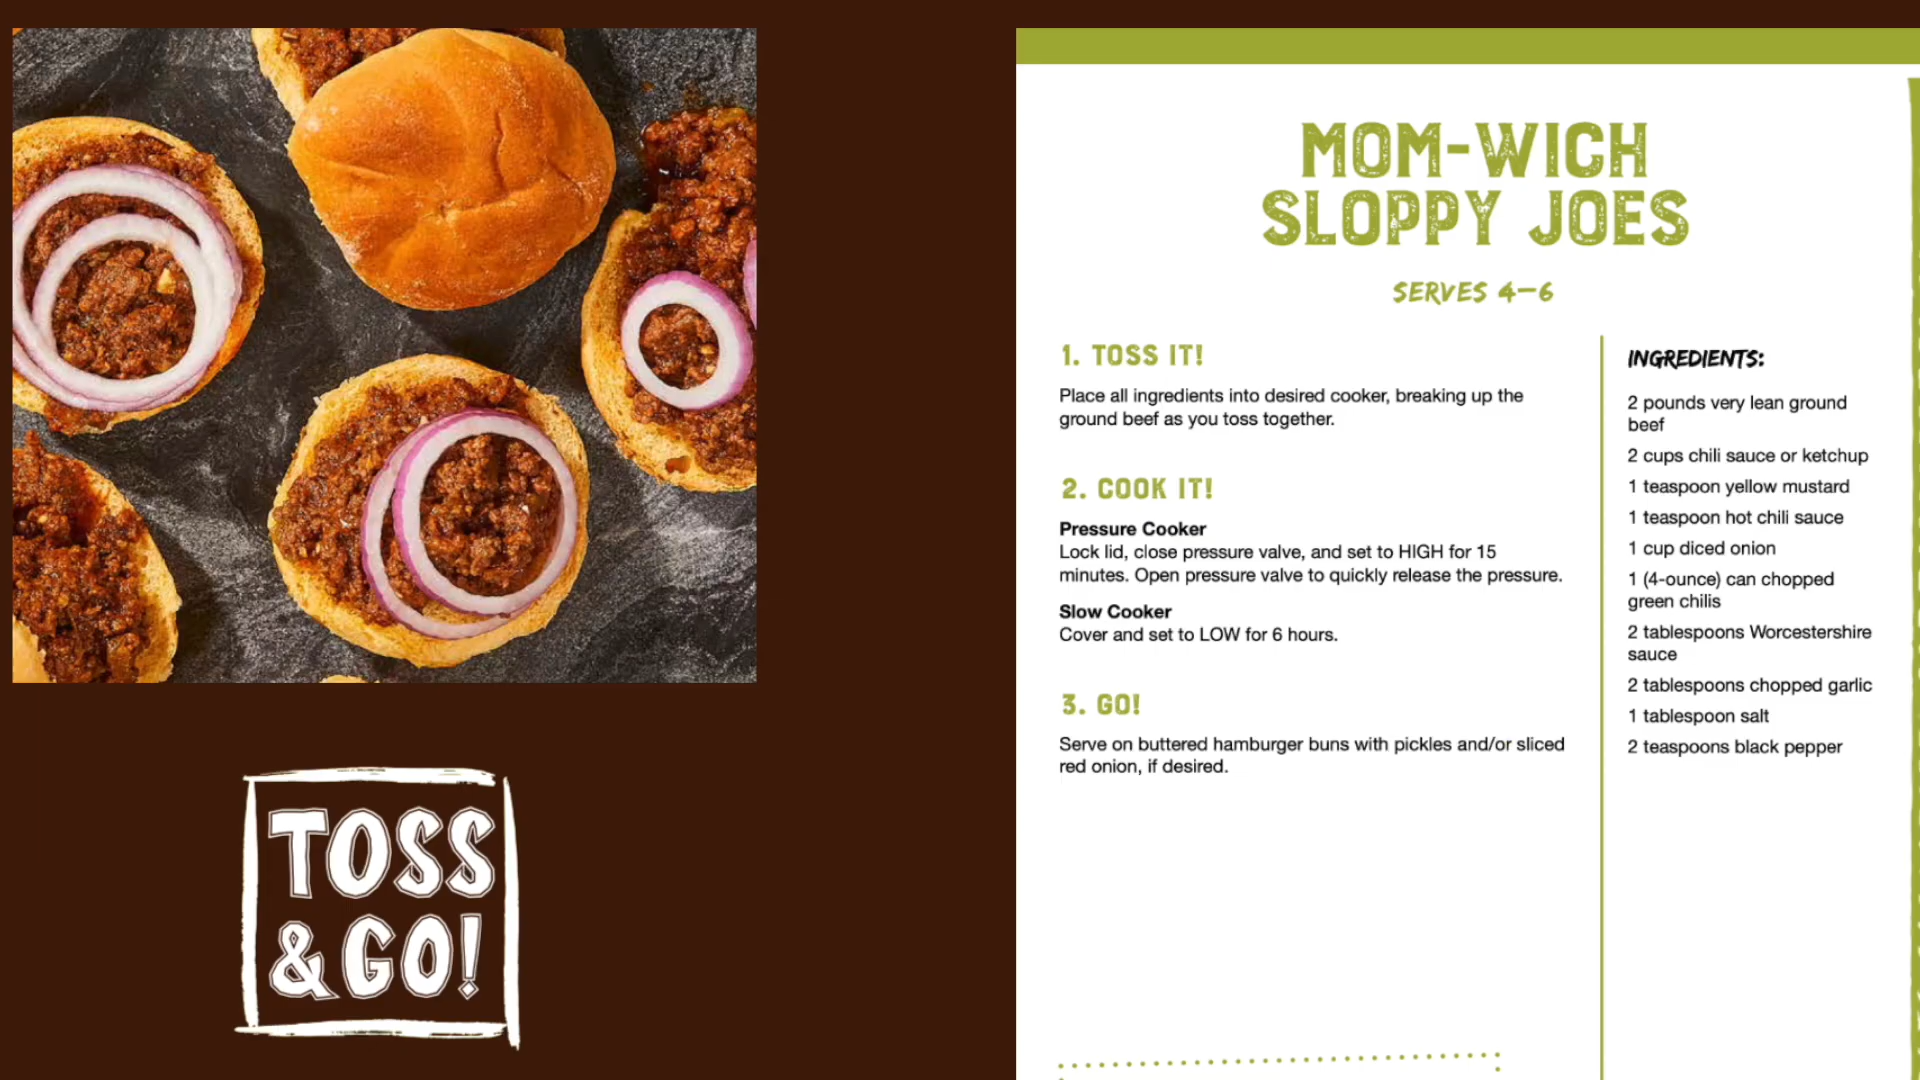 MOM-WICH
SLOPPY JOES
SERVES 4–6
1. TOSS IT!
Place all ingredients into desired cooker, breaking up the
ground beef as you toss together.
2. COOK IT!
Pressure Cooker
Lock lid, close pressure valve, and set to HIGH for 15
minutes. Open pressure valve to quickly release the pressure.
Slow Cooker
Cover and set to LOW for 6 hours.
3. GO!
Serve on buttered hamburger buns with pickles and/or sliced
red onion, if desired.
INGREDIENTS:
2 pounds very lean ground
beef
2 cups chili sauce or ketchup
1 teaspoon yellow mustard
1 teaspoon hot chili sauce
1 cup diced onion
1 (4-ounce) can chopped
green chilis
2 tablespoons Worcestershire
sauce
2 tablespoons chopped garlic
1 tablespoon salt
2 teaspoons black pepper
TOSS
&GO!